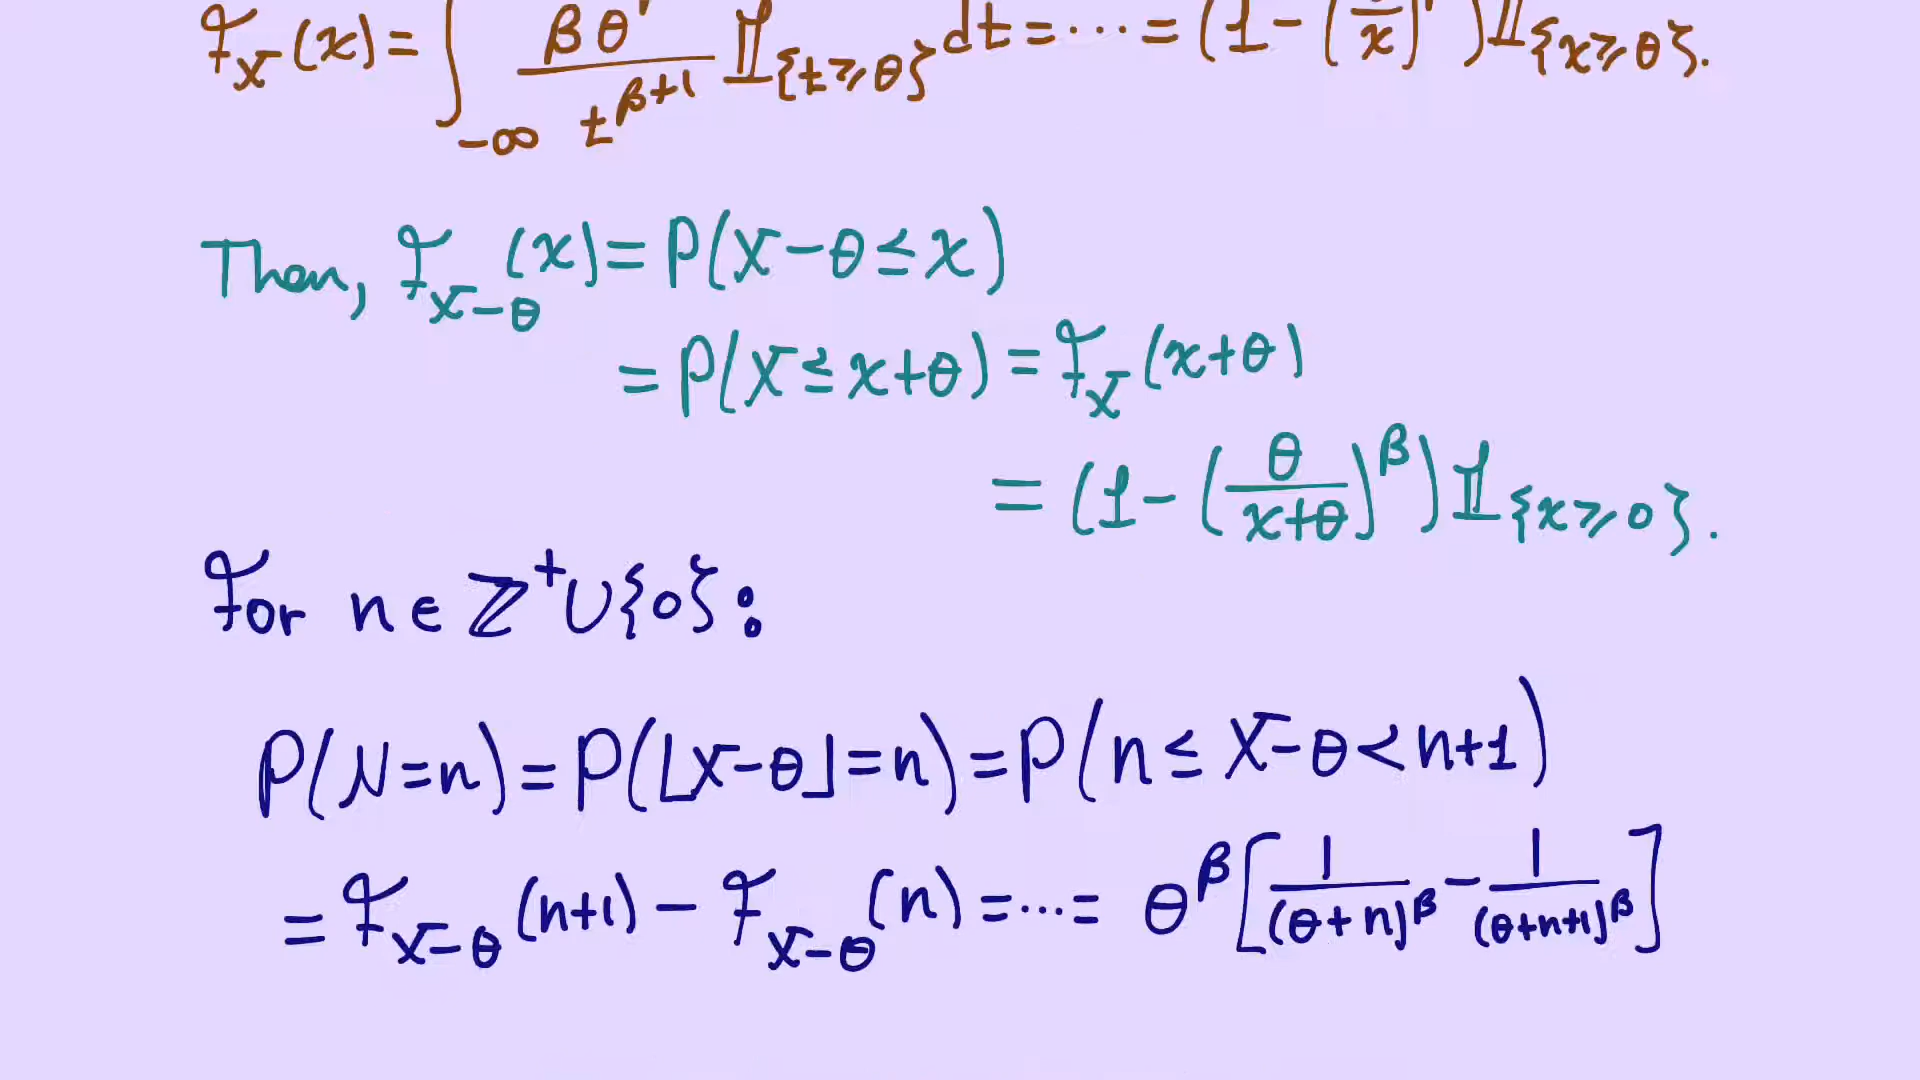 F_X(x) = ∫_{-∞} βθ / t^{β+1} 𝟙_{t≥θ} dt = ··· = (1 - ( /x) ) 𝟙_{x≥θ}.
Then, F_{X-θ}(x) = P(X-θ ≤ x)
= P(X ≤ x+θ) = F_X(x+θ)
= (1 - (θ/(x+θ))^β) 𝟙_{x≥0}.
For n ∈ ℤ⁺∪{0}:
P(N=n) = P(⌊X-θ⌋=n) = P(n ≤ X-θ < n+1)
= F_{X-θ}(n+1) - F_{X-θ}(n) = ··· = θ^β [1/(θ+n)^β - 1/(θ+n+1)^β]